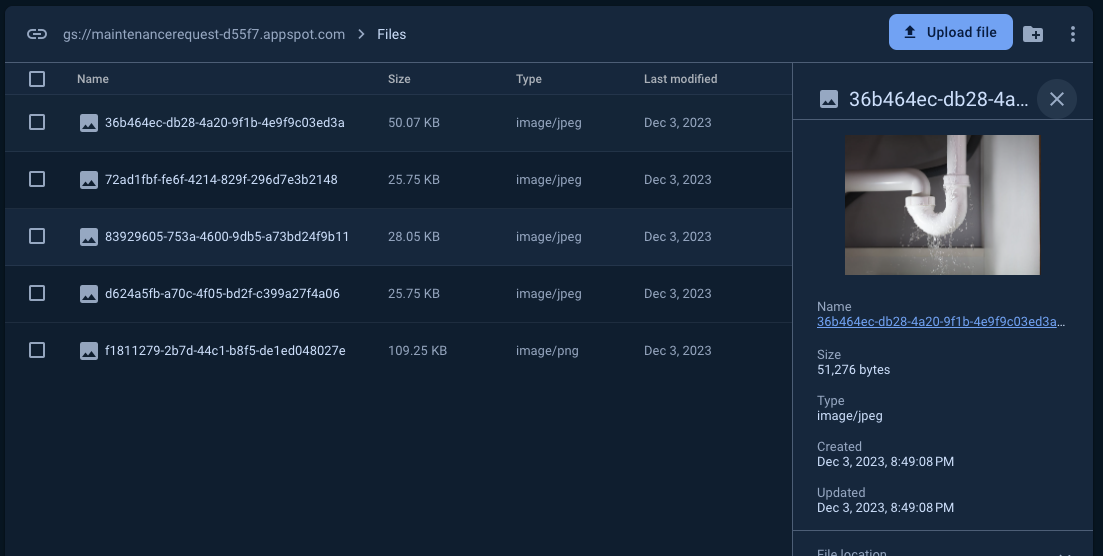 gs://maintenancerequest-d55f7.appspot.com > Files
Upload file
Name Size Type Last modified
36b464ec-db28-4a20-9f1b-4e9f9c03ed3a 50.07 KB image/jpeg Dec 3, 2023
72ad1fbf-fe6f-4214-829f-296d7e3b2148 25.75 KB image/jpeg Dec 3, 2023
83929605-753a-4600-9db5-a73bd24f9b11 28.05 KB image/jpeg Dec 3, 2023
d624a5fb-a70c-4f05-bd2f-c399a27f4a06 25.75 KB image/jpeg Dec 3, 2023
f1811279-2b7d-44c1-b8f5-de1ed048027e 109.25 KB image/png Dec 3, 2023
36b464ec-db28-4a...
Name
36b464ec-db28-4a20-9f1b-4e9f9c03ed3a...
Size
51,276 bytes
Type
image/jpeg
Created
Dec 3, 2023, 8:49:08 PM
Updated
Dec 3, 2023, 8:49:08 PM
File location